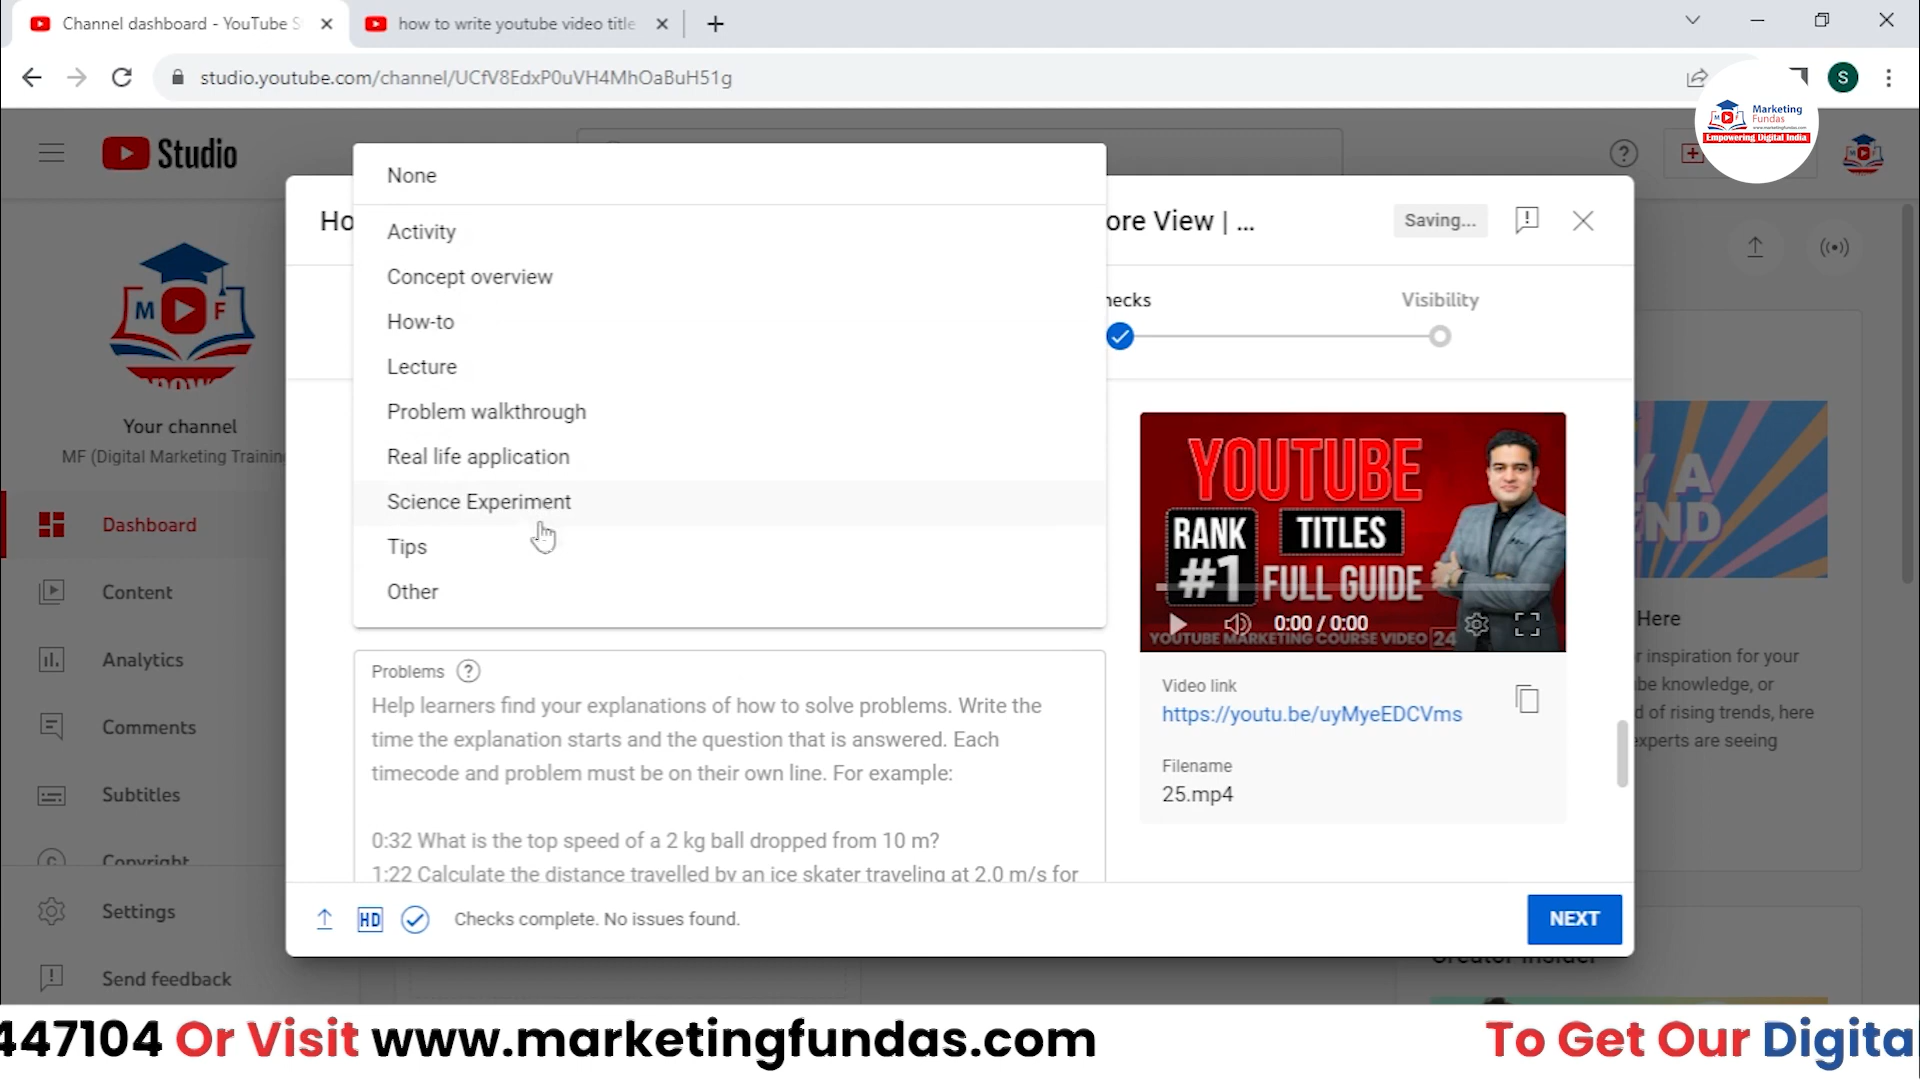 Channel dashboard - YouTube S
how to write youtube video title
studio.youtube.com/channel/UCfV8EdxP0uVH4MhOaBuH51g
S
Marketing
Fundas
www.marketingfundas.com
Empowering Digital India
Studio
None
Activity
Concept overview
How-to
Lecture
Problem walkthrough
Real life application
Science Experiment
Tips
Other
Ho
ore View | ...
Saving...
hecks
Visibility
M F
Your channel
MF (Digital Marketing Training
Dashboard
Content
Analytics
Comments
Subtitles
Copyright
Settings
Send feedback
YOUTUBE
RANK
#1
TITLES
FULL GUIDE
0:00 / 0:00
YOUTUBE MARKETING COURSE VIDEO 24
Video link
https://youtu.be/uyMyeEDCVms
Filename
25.mp4
Problems
Help learners find your explanations of how to solve problems. Write the
time the explanation starts and the question that is answered. Each
timecode and problem must be on their own line. For example:
0:32 What is the top speed of a 2 kg ball dropped from 10 m?
1:22 Calculate the distance travelled by an ice skater traveling at 2.0 m/s for
HD
Checks complete. No issues found.
NEXT
Y A
END
Here
r inspiration for your
be knowledge, or
d of rising trends, here
experts are seeing
Creator Insider
447104 Or Visit www.marketingfundas.com
To Get Our Digita